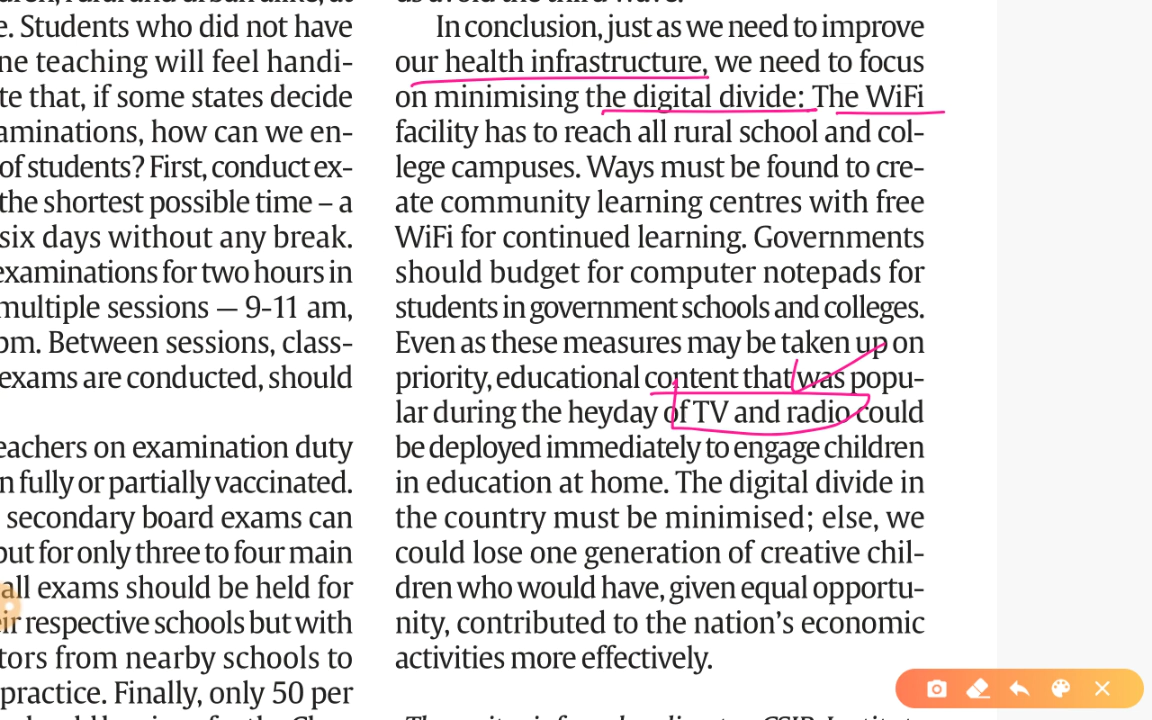 e. Students who did not have
ne teaching will feel handi-
te that, if some states decide
aminations, how can we en-
of students? First, conduct ex-
the shortest possible time – a
six days without any break.
examinations for two hours in
multiple sessions — 9-11 am,
pm. Between sessions, class-
exams are conducted, should
eachers on examination duty
n fully or partially vaccinated.
secondary board exams can
but for only three to four main
all exams should be held for
eir respective schools but with
tors from nearby schools to
practice. Finally, only 50 per
In conclusion, just as we need to improve
our health infrastructure, we need to focus
on minimising the digital divide: The WiFi
facility has to reach all rural school and col-
lege campuses. Ways must be found to cre-
ate community learning centres with free
WiFi for continued learning. Governments
should budget for computer notepads for
students in government schools and colleges.
Even as these measures may be taken up on
priority, educational content that was popu-
lar during the heyday of TV and radio could
be deployed immediately to engage children
in education at home. The digital divide in
the country must be minimised; else, we
could lose one generation of creative chil-
dren who would have, given equal opportu-
nity, contributed to the nation's economic
activities more effectively.